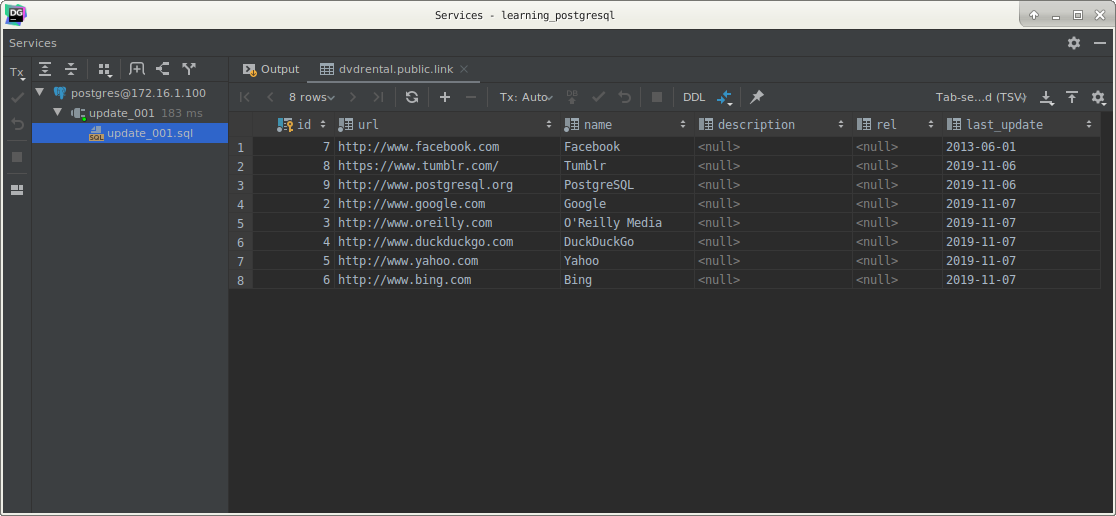 DG
Services - learning_postgresql
Services
Tx
postgres@172.16.1.100
update_001 183 ms
SQL
update_001.sql
Output dvdrental.public.link
8 rows Tx: Auto DB DDL Tab-se...d (TSV)
id url name description rel last_update
1 7 http://www.facebook.com Facebook <null> <null> 2013-06-01
2 8 https://www.tumblr.com/ Tumblr <null> <null> 2019-11-06
3 9 http://www.postgresql.org PostgreSQL <null> <null> 2019-11-06
4 2 http://www.google.com Google <null> <null> 2019-11-07
5 3 http://www.oreilly.com O'Reilly Media <null> <null> 2019-11-07
6 4 http://www.duckduckgo.com DuckDuckGo <null> <null> 2019-11-07
7 5 http://www.yahoo.com Yahoo <null> <null> 2019-11-07
8 6 http://www.bing.com Bing <null> <null> 2019-11-07